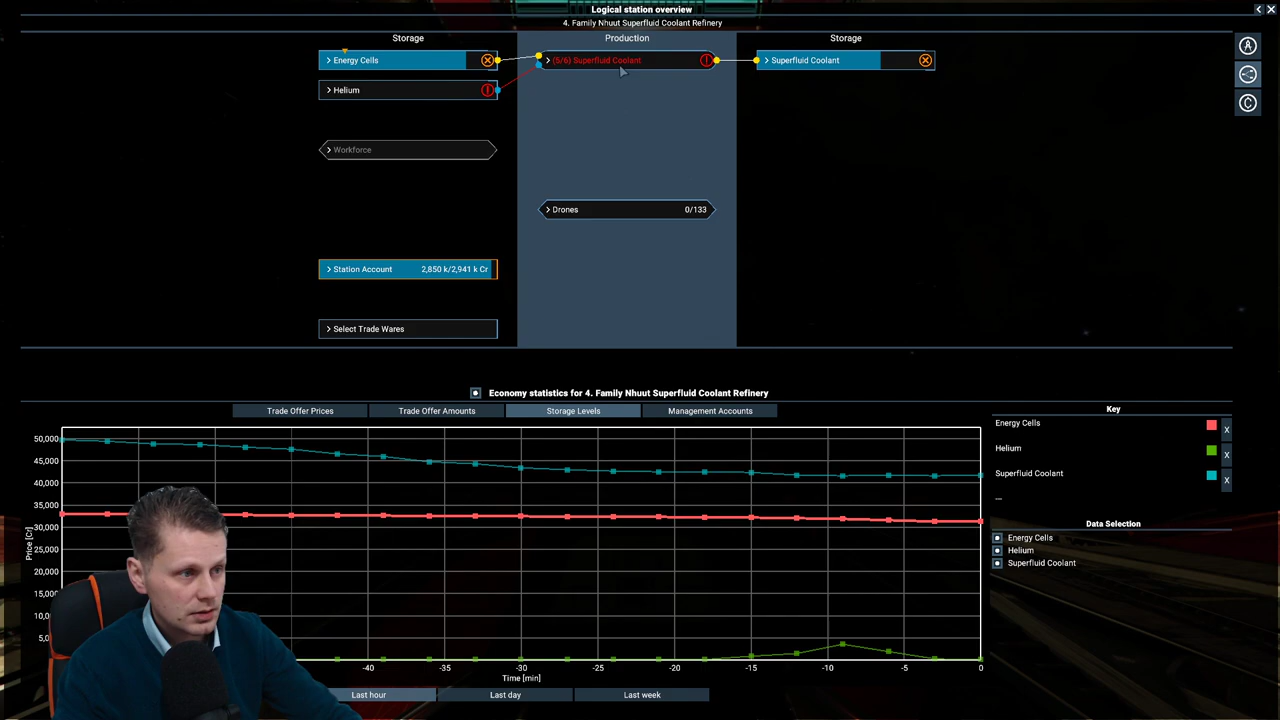 Logical station overview
4. Family Nhuut Superfluid Coolant Refinery
Storage
Production
Storage
Energy Cells
(5/6) Superfluid Coolant
Superfluid Coolant
Helium
Workforce
Drones 0/133
Station Account 2,850 k/2,941 k Cr
Select Trade Wares
Economy statistics for 4. Family Nhuut Superfluid Coolant Refinery
Trade Offer Prices
Trade Offer Amounts
Storage Levels
Management Accounts
Key
Energy Cells X
Helium X
Superfluid Coolant X
Data Selection
Energy Cells
Helium
Superfluid Coolant
Price [Cr]
50,000
45,000
40,000
35,000
30,000
25,000
20,000
-40 -35 -30 -25 -20 -15 -10 -5 0
Time [min]
Last hour
Last day
Last week